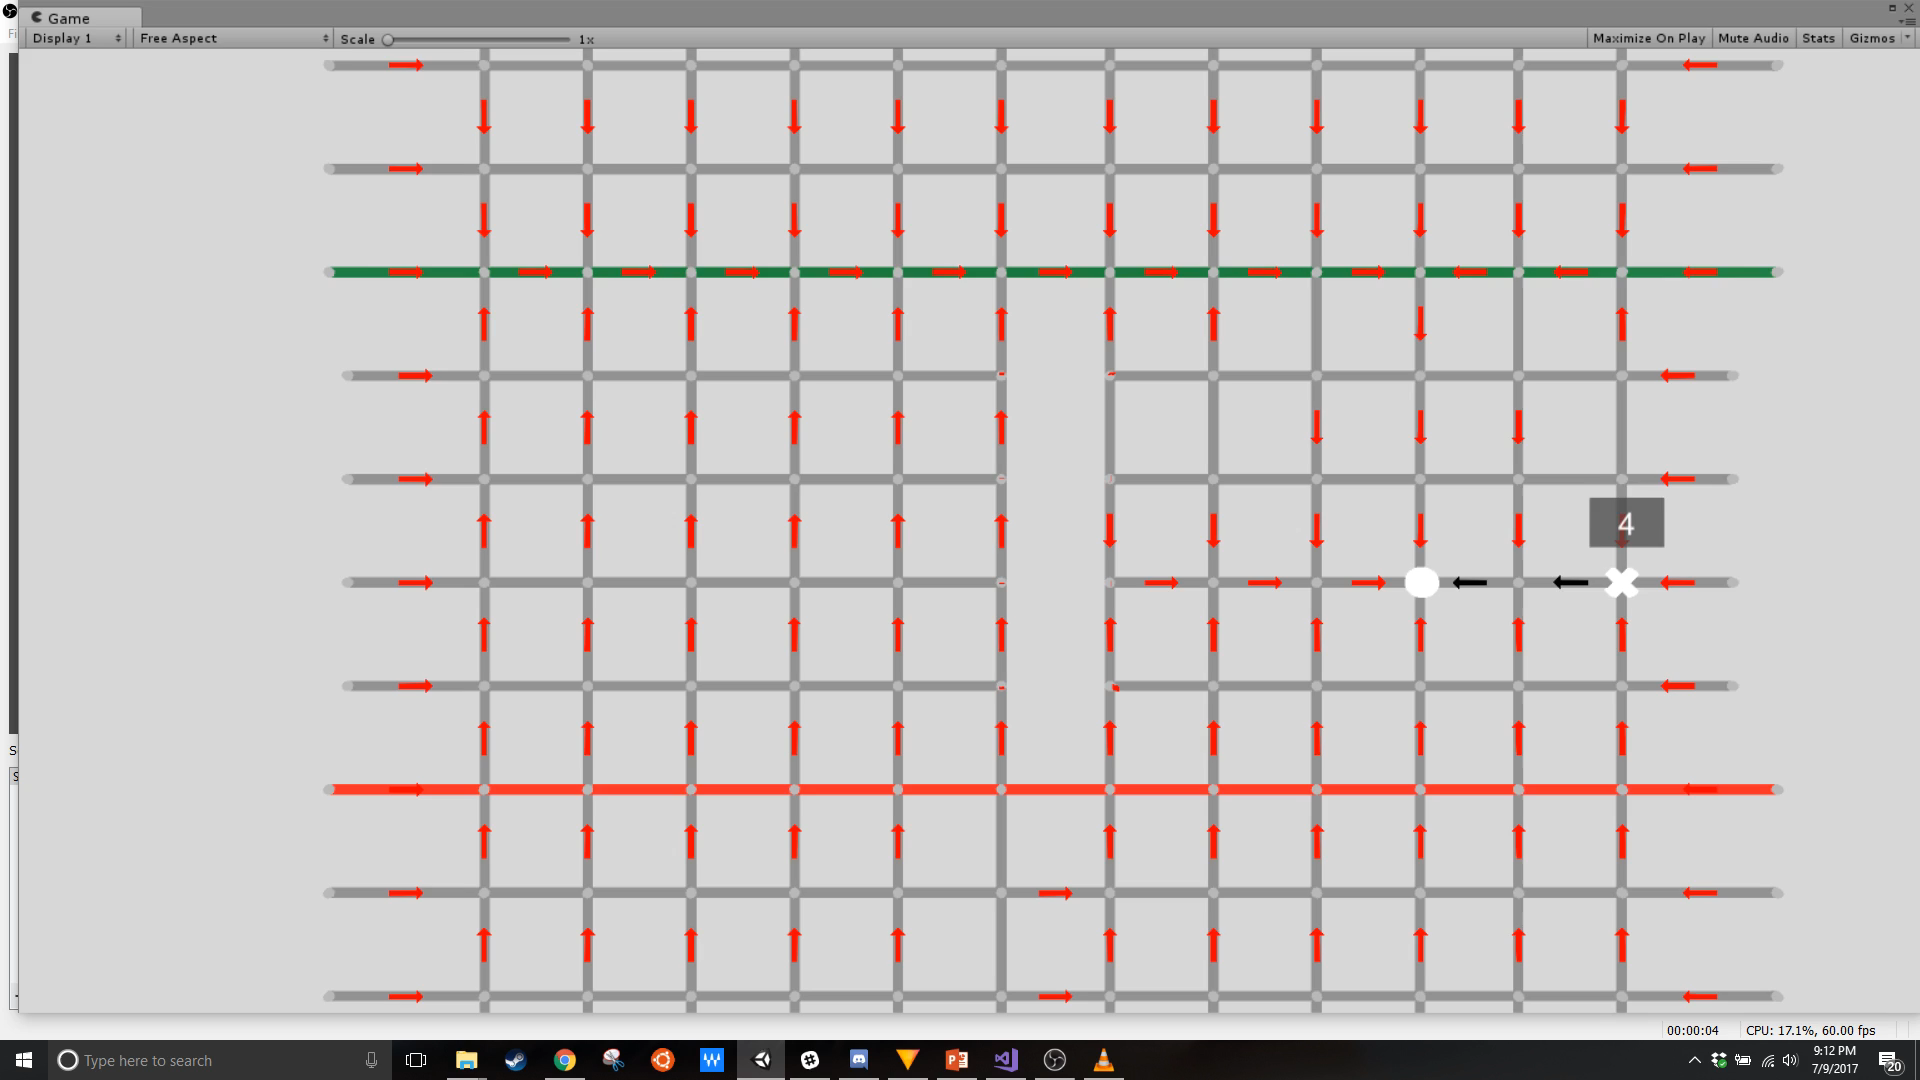 Game
Display 1
Free Aspect
Scale
1x
Maximize On Play
Mute Audio
Stats
Gizmos
4
00:00:04
CPU: 17.1%, 60.00 fps
Type here to search
9:12 PM
7/9/2017
20